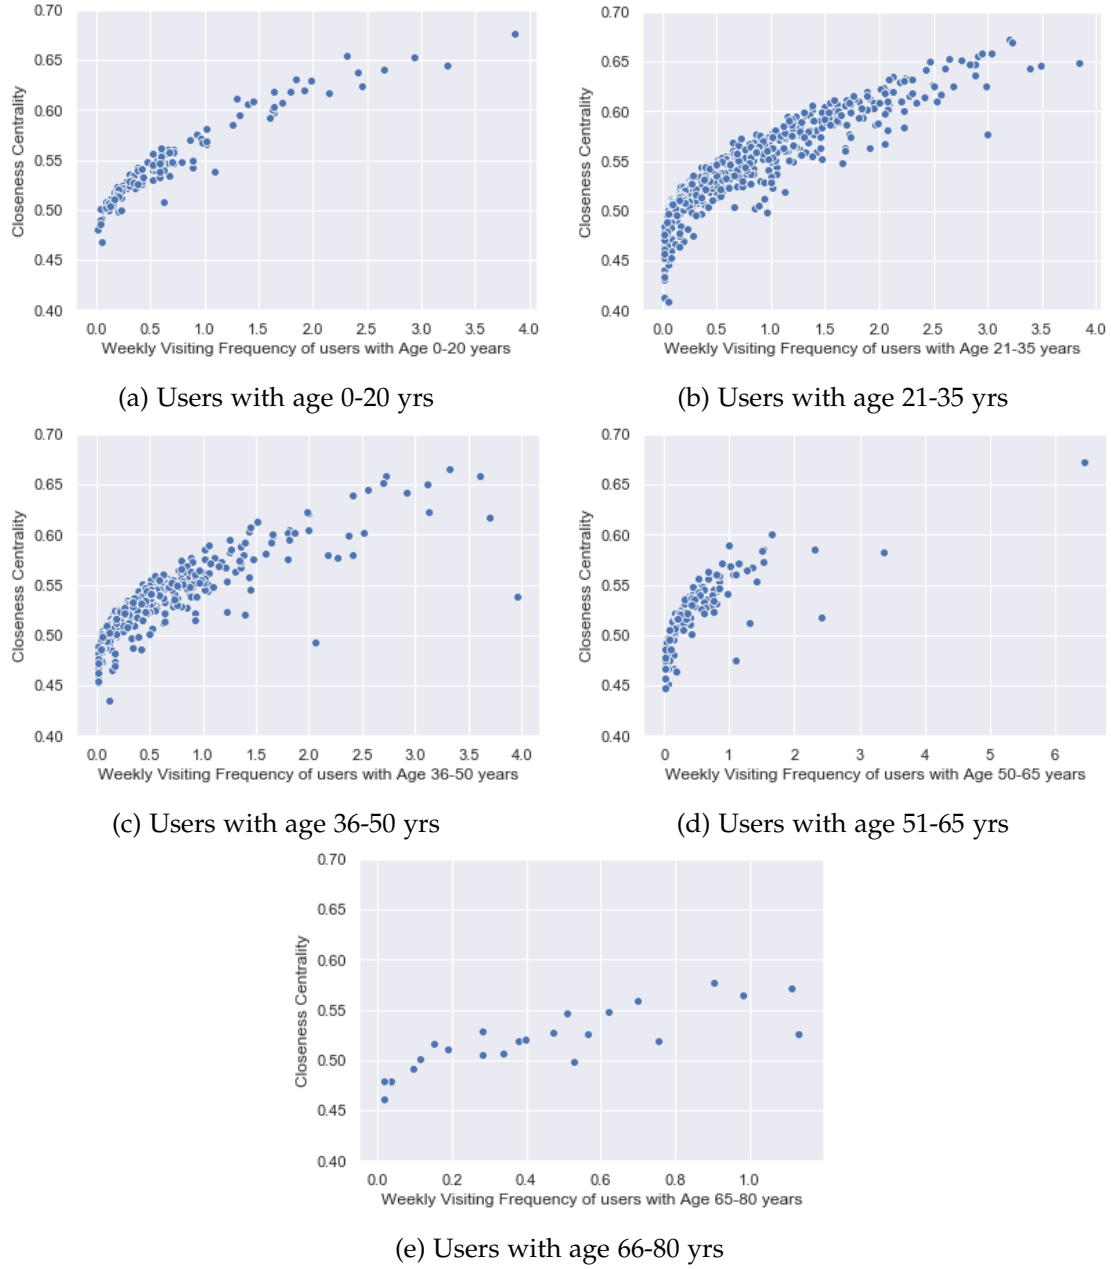 0.70
0.65
0.60
0.55
0.50
0.45
0.40
Closeness Centrality
0.0 0.5 1.0 1.5 2.0 2.5 3.0 3.5 4.0
Weekly Visiting Frequency of users with Age 0-20 years
(a) Users with age 0-20 yrs
0.70
0.65
0.60
0.55
0.50
0.45
0.40
Closeness Centrality
0.0 0.5 1.0 1.5 2.0 2.5 3.0 3.5 4.0
Weekly Visiting Frequency of users with Age 21-35 years
(b) Users with age 21-35 yrs
0.70
0.65
0.60
0.55
0.50
0.45
0.40
Closeness Centrality
0.0 0.5 1.0 1.5 2.0 2.5 3.0 3.5 4.0
Weekly Visiting Frequency of users with Age 36-50 years
(c) Users with age 36-50 yrs
0.70
0.65
0.60
0.55
0.50
0.45
0.40
Closeness Centrality
0 1 2 3 4 5 6
Weekly Visiting Frequency of users with Age 50-65 years
(d) Users with age 51-65 yrs
0.70
0.65
0.60
0.55
0.50
0.45
0.40
Closeness Centrality
0.0 0.2 0.4 0.6 0.8 1.0
Weekly Visiting Frequency of users with Age 65-80 years
(e) Users with age 66-80 yrs